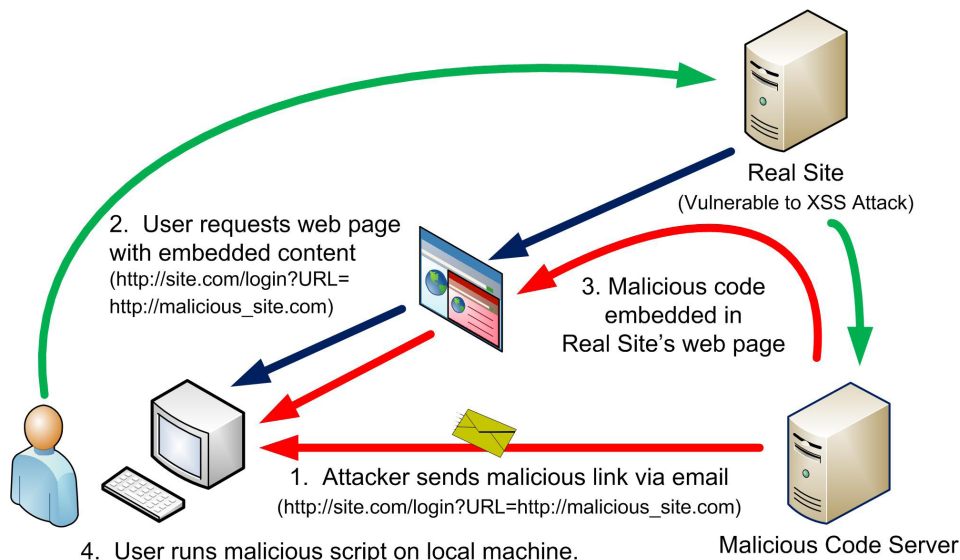 Real Site
(Vulnerable to XSS Attack)
2. User requests web page
with embedded content
(http://site.com/login?URL=
http://malicious_site.com)
3. Malicious code
embedded in
Real Site's web page
1. Attacker sends malicious link via email
(http://site.com/login?URL=http://malicious_site.com)
Malicious Code Server
4. User runs malicious script on local machine.